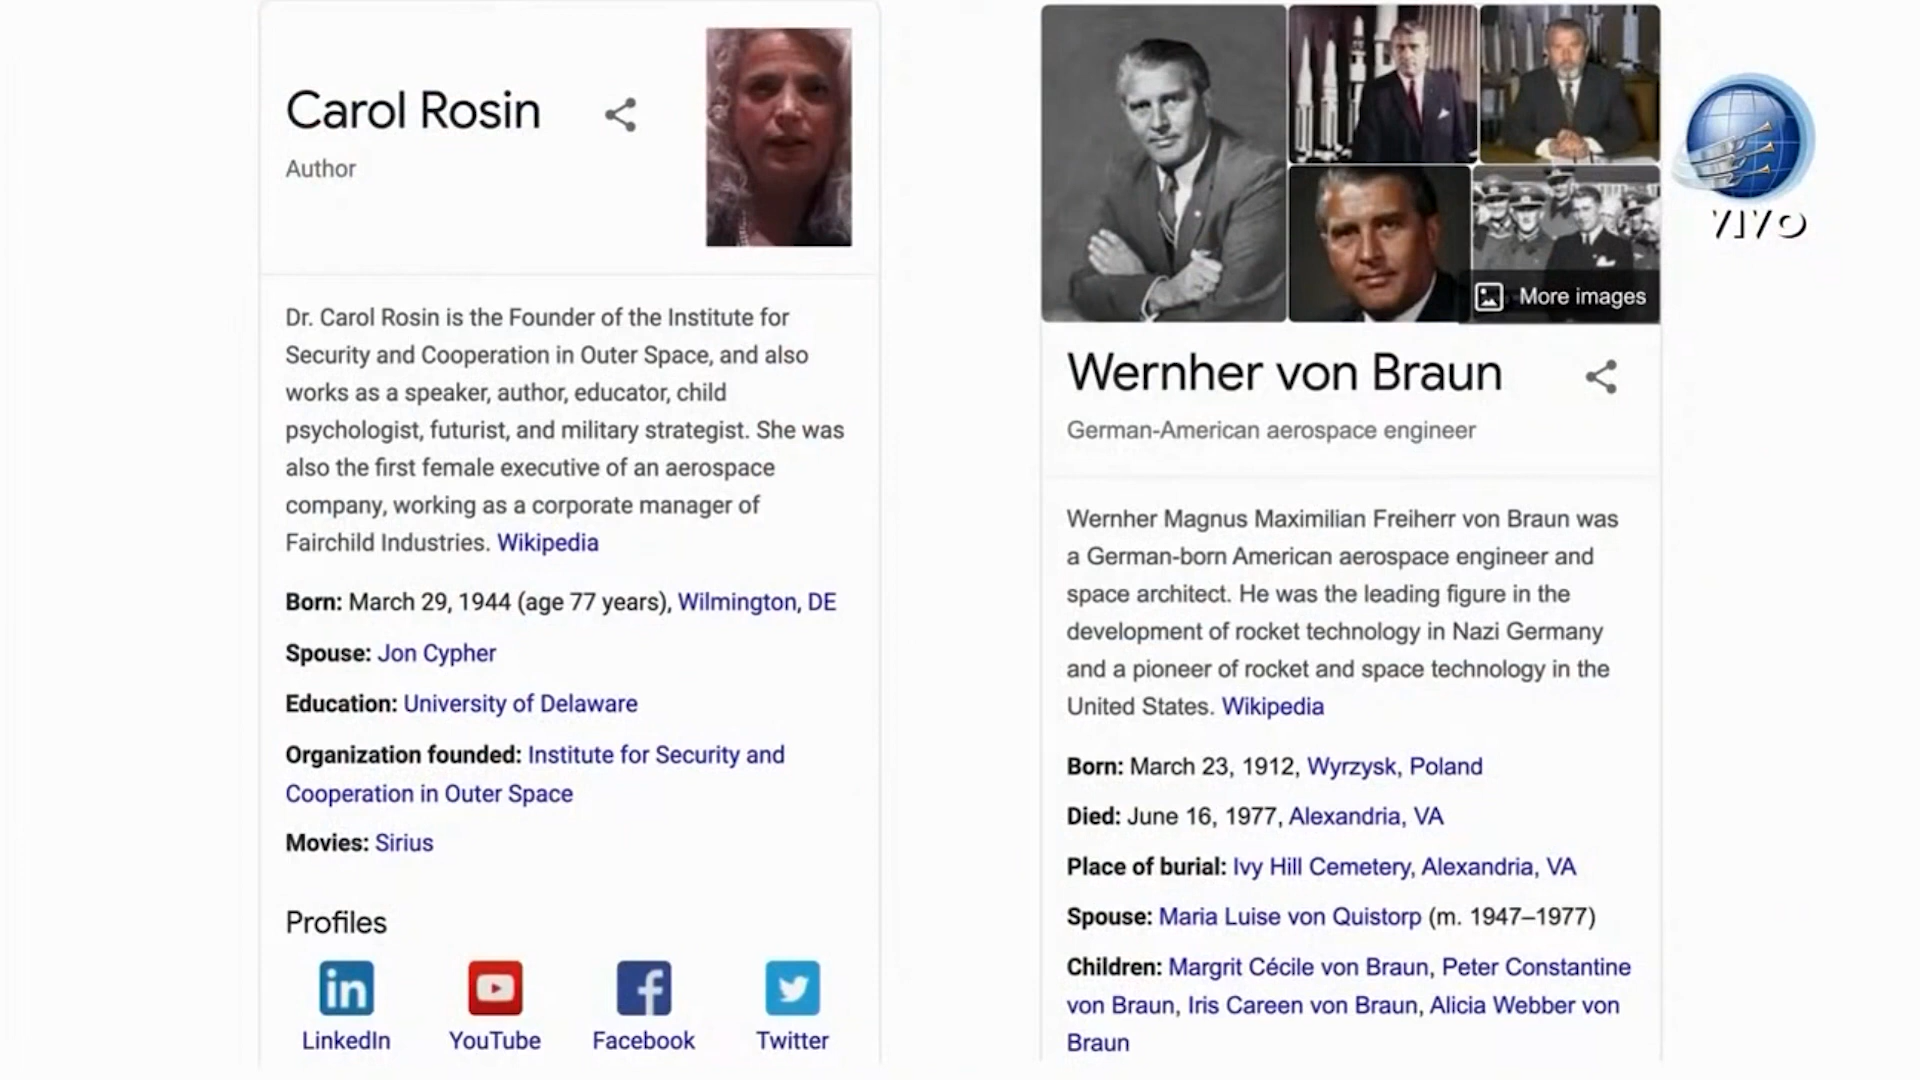 Carol Rosin
Author
Dr. Carol Rosin is the Founder of the Institute for
Security and Cooperation in Outer Space, and also
works as a speaker, author, educator, child
psychologist, futurist, and military strategist. She was
also the first female executive of an aerospace
company, working as a corporate manager of
Fairchild Industries. Wikipedia
Born: March 29, 1944 (age 77 years), Wilmington, DE
Spouse: Jon Cypher
Education: University of Delaware
Organization founded: Institute for Security and
Cooperation in Outer Space
Movies: Sirius
Profiles
LinkedIn
YouTube
Facebook
Twitter
More images
Wernher von Braun
German-American aerospace engineer
Wernher Magnus Maximilian Freiherr von Braun was
a German-born American aerospace engineer and
space architect. He was the leading figure in the
development of rocket technology in Nazi Germany
and a pioneer of rocket and space technology in the
United States. Wikipedia
Born: March 23, 1912, Wyrzysk, Poland
Died: June 16, 1977, Alexandria, VA
Place of burial: Ivy Hill Cemetery, Alexandria, VA
Spouse: Maria Luise von Quistorp (m. 1947–1977)
Children: Margrit Cécile von Braun, Peter Constantine
von Braun, Iris Careen von Braun, Alicia Webber von
Braun
VIVO